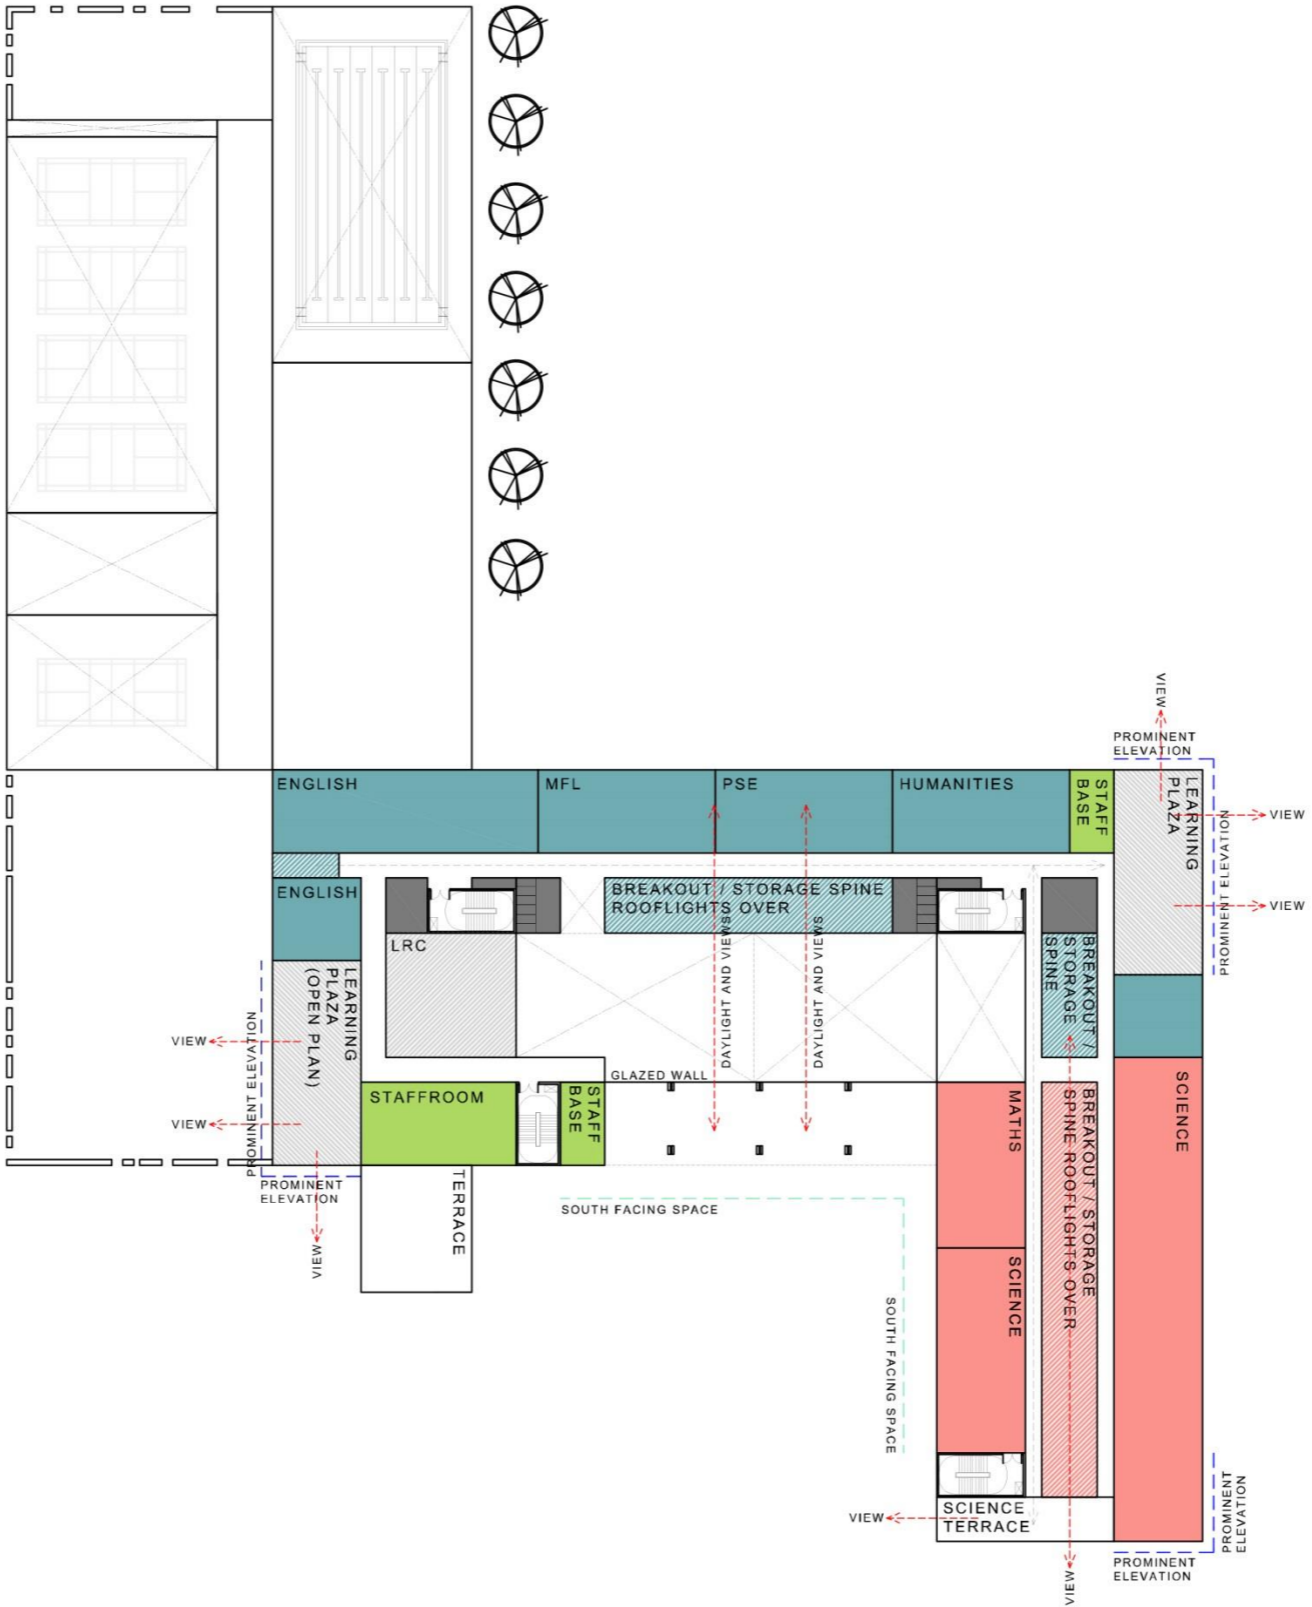 VIEW
PROMINENT
ELEVATION
ENGLISH
MFL
PSE
HUMANITIES
STAFF
BASE
LEARNING
PLAZA
VIEW
PROMINENT ELEVATION
VIEW
ENGLISH
BREAKOUT / STORAGE SPINE
ROOFLIGHTS OVER
LRC
DAYLIGHT AND VIEWS
DAYLIGHT AND VIEWS
BREAKOUT /
STORAGE
SPINE
LEARNING
PLAZA
(OPEN PLAN)
VIEW
VIEW
PROMINENT ELEVATION
GLAZED WALL
STAFFROOM
STAFF
BASE
MATHS
BREAKOUT / STORAGE
SPINE ROOFLIGHTS OVER
SCIENCE
PROMINENT
ELEVATION
VIEW
TERRACE
SOUTH FACING SPACE
SOUTH FACING SPACE
SCIENCE
SCIENCE
TERRACE
VIEW
VIEW
PROMINENT
ELEVATION
PROMINENT
ELEVATION